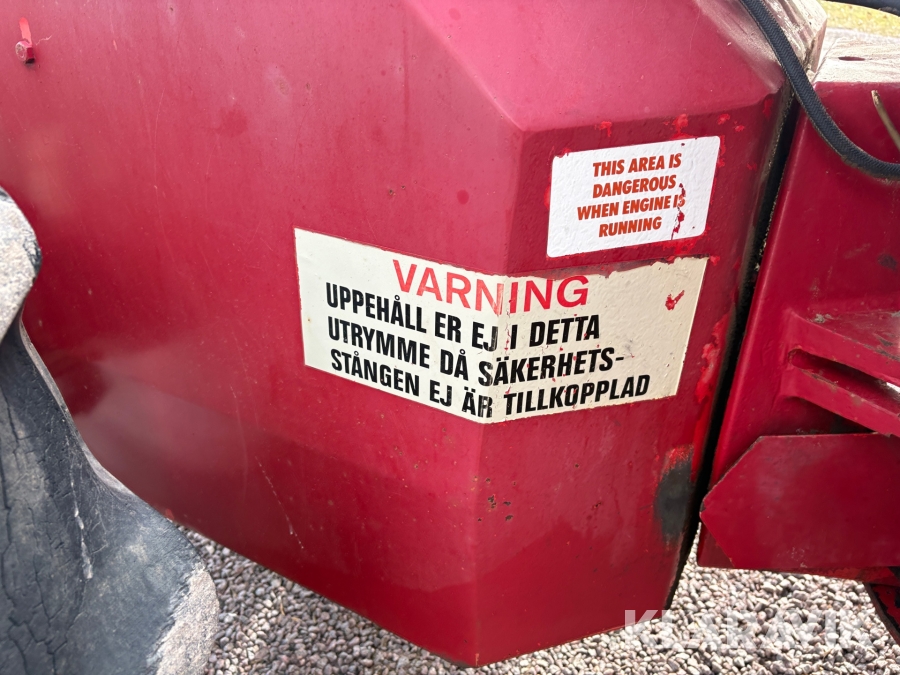 THIS AREA IS
DANGEROUS
WHEN ENGINE IS
RUNNING
VARNING
UPPEHÅLL ER EJ I DETTA
UTRYMME DÅ SÄKERHETS-
STÅNGEN EJ ÄR TILLKOPPLAD
KLARAVIK